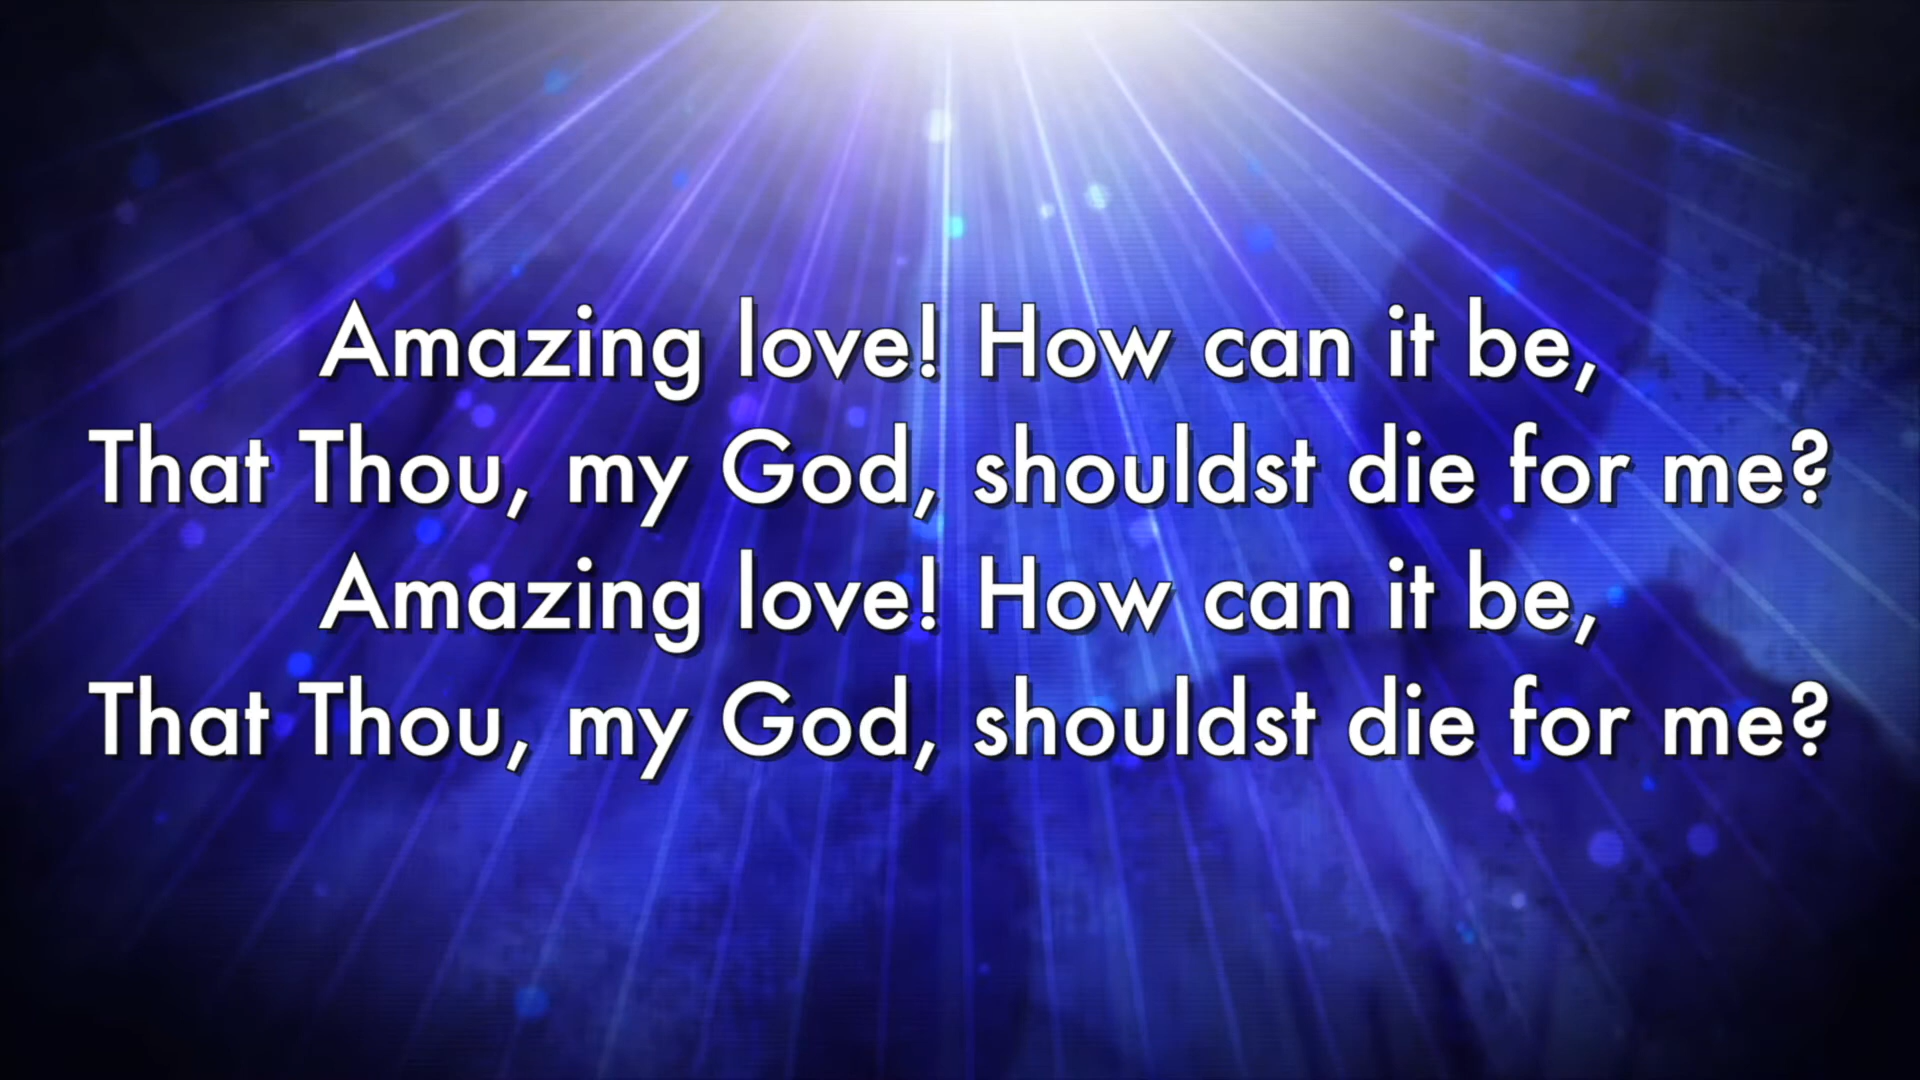 Amazing love! How can it be,
That Thou, my God, shouldst die for me?
Amazing love! How can it be,
That Thou, my God, shouldst die for me?